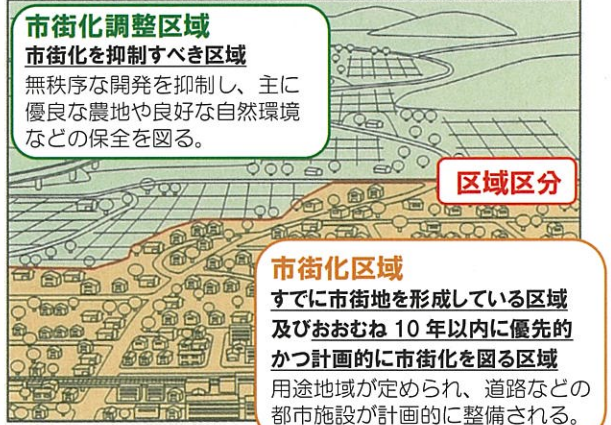 市街化調整区域
市街化を抑制すべき区域
無秩序な開発を抑制し、主に
優良な農地や良好な自然環境
などの保全を図る。
区域区分
市街化区域
すでに市街地を形成している区域
及びおおむね 10 年以内に優先的
かつ計画的に市街化を図る区域
用途地域が定められ、道路などの
都市施設が計画的に整備される。